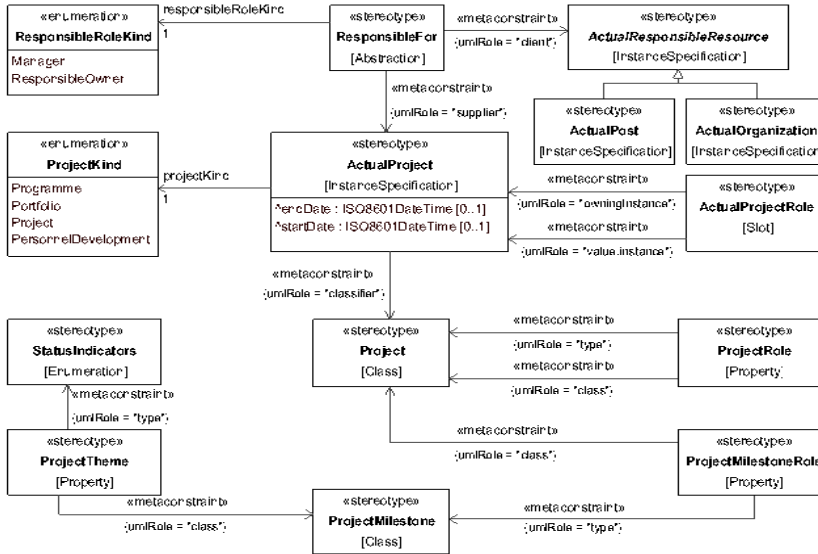 «enumeration»
ResponsibleRoleKind
Manager
ResponsibleOwner
responsibleRoleKind
1
«stereotype»
ResponsibleFor
[Abstraction]
«metaconstraint»
{umlRole = "client"}
«stereotype»
ActualResponsibleResource
[InstanceSpecification]
«metaconstraint»
{umlRole = "supplier"}
«stereotype»
ActualPost
[InstanceSpecification]
«stereotype»
ActualOrganization
[InstanceSpecification]
«enumeration»
ProjectKind
Programme
Portfolio
Project
PersonnelDevelopment
projectKind
1
«stereotype»
ActualProject
[InstanceSpecification]
^endDate : ISO8601DateTime [0..1]
^startDate : ISO8601DateTime [0..1]
«metaconstraint»
{umlRole = "owningInstance"}
«metaconstraint»
{umlRole = "value.instance"}
«stereotype»
ActualProjectRole
[Slot]
«metaconstraint»
{umlRole = "classifier"}
«stereotype»
StatusIndicators
[Enumeration]
«stereotype»
Project
[Class]
«metaconstraint»
{umlRole = "type"}
«metaconstraint»
{umlRole = "class"}
«stereotype»
ProjectRole
[Property]
«metaconstraint»
{umlRole = "type"}
«stereotype»
ProjectTheme
[Property]
«metaconstraint»
{umlRole = "class"}
«stereotype»
ProjectMilestoneRole
[Property]
«metaconstraint»
{umlRole = "class"}
«stereotype»
ProjectMilestone
[Class]
«metaconstraint»
{umlRole = "type"}